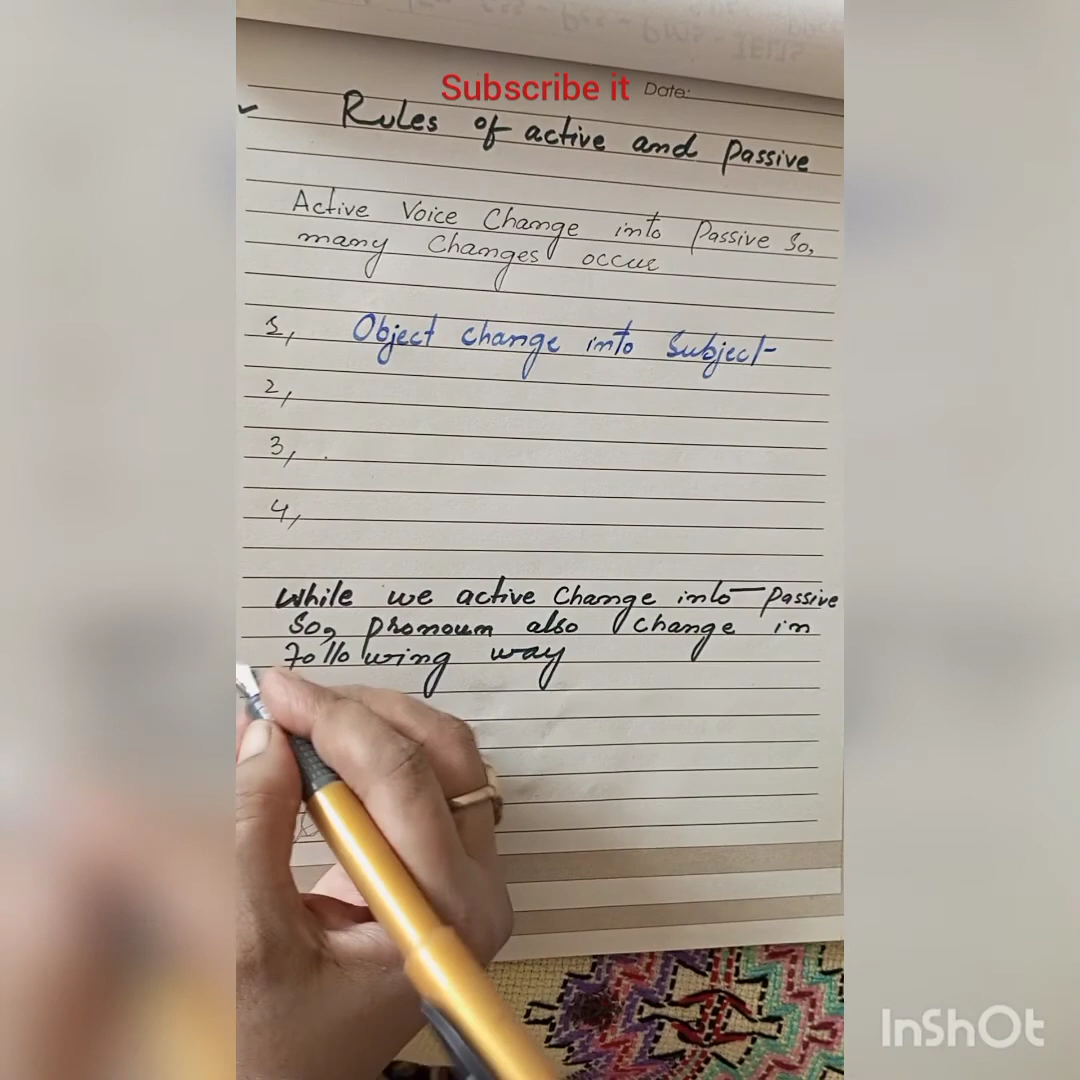 Subscribe it
Date:
Rules of active and passive
Active Voice Change into Passive So,
many Changes occur
1, Object change into Subject
2,
3,
4,
While we active Change into Passive
So, pronoun also Change in
following way
InShOt